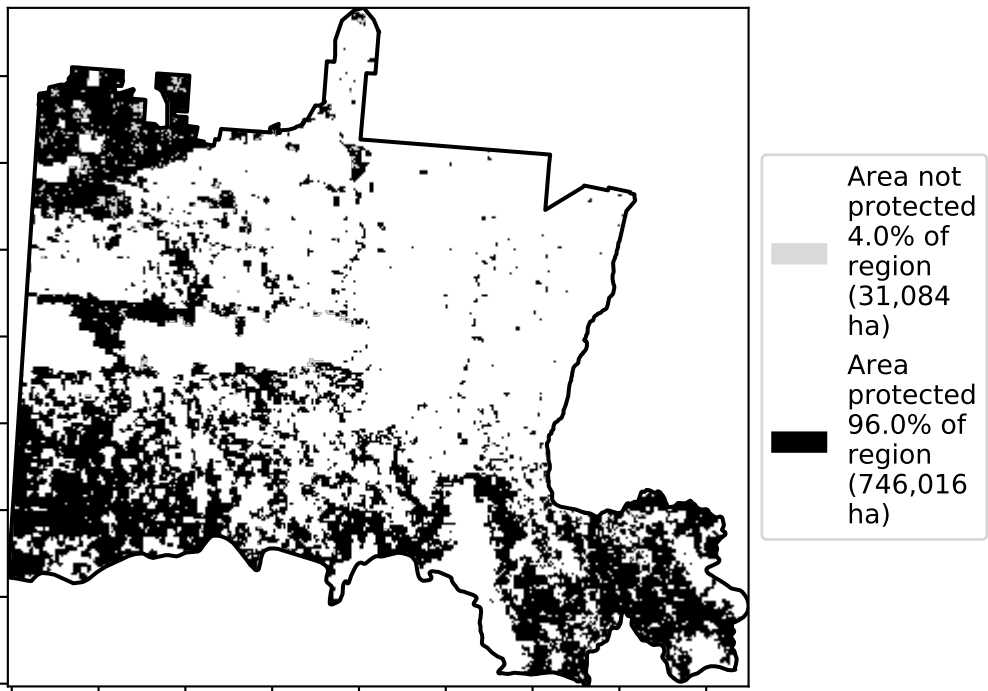 Area not
protected
4.0% of
region
(31,084
ha)
Area
protected
96.0% of
region
(746,016
ha)